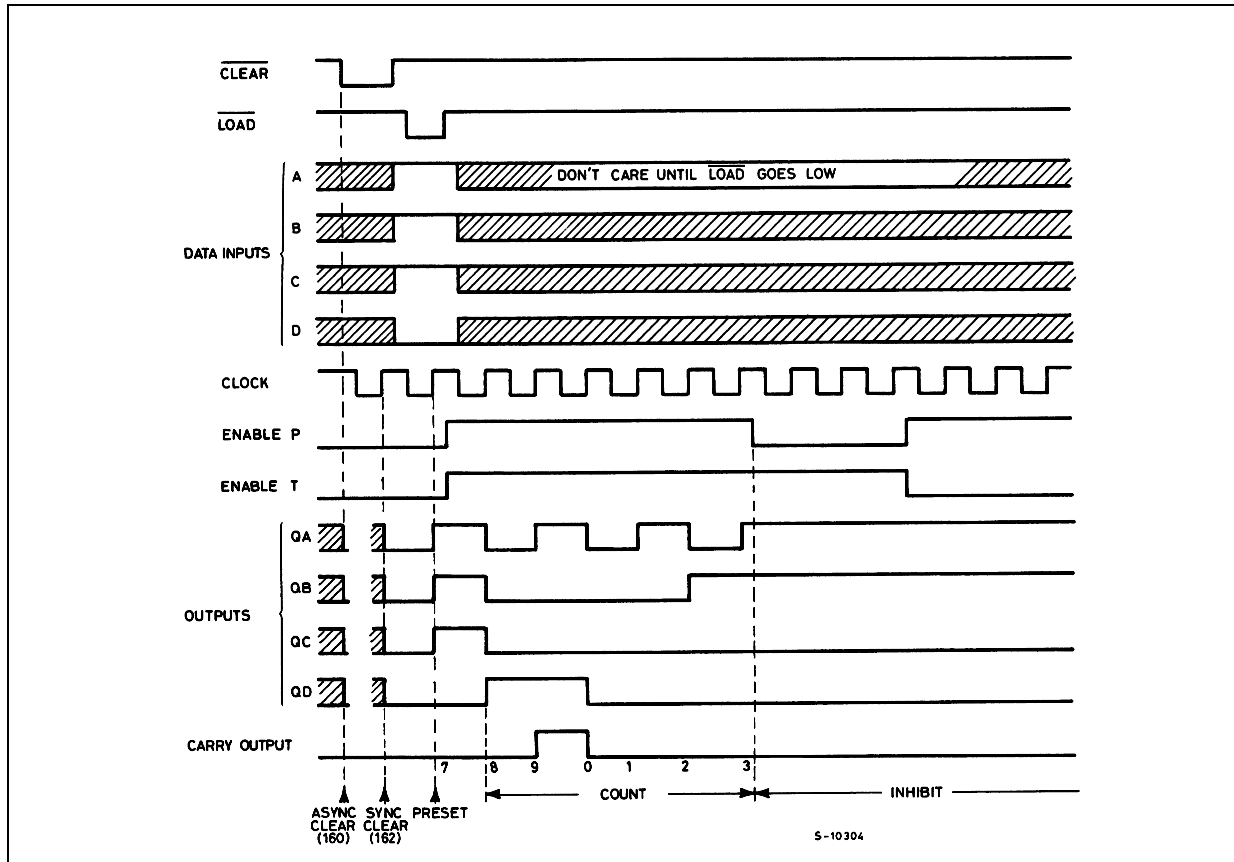 CLEAR
LOAD
A
DON'T CARE UNTIL LOAD GOES LOW
B
DATA INPUTS
C
D
CLOCK
ENABLE P
ENABLE T
QA
QB
OUTPUTS
QC
QD
CARRY OUTPUT
7 8 9 0 1 2 3
COUNT
INHIBIT
ASYNC CLEAR (160)
SYNC CLEAR (162)
PRESET
S-10304